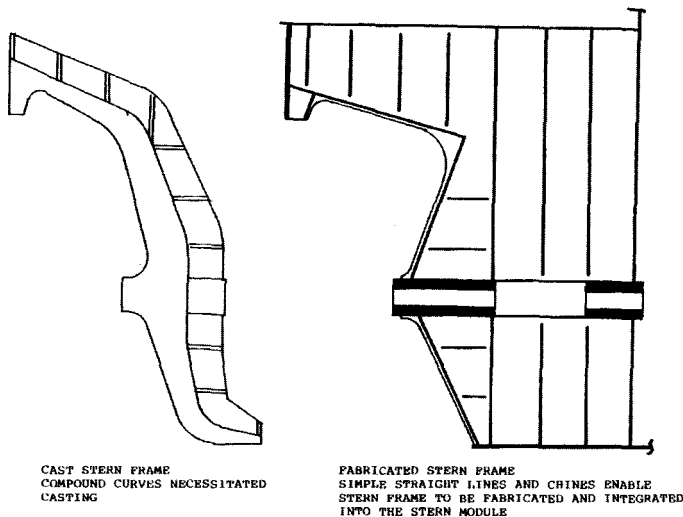 CAST STERN FRAME
COMPOUND CURVES NECESSITATED
CASTING
FABRICATED STERN FRAME
SIMPLE STRAIGHT LINES AND CHINES ENABLE
STERN FRAME TO BE FABRICATED AND INTEGRATED
INTO THE STERN MODULE